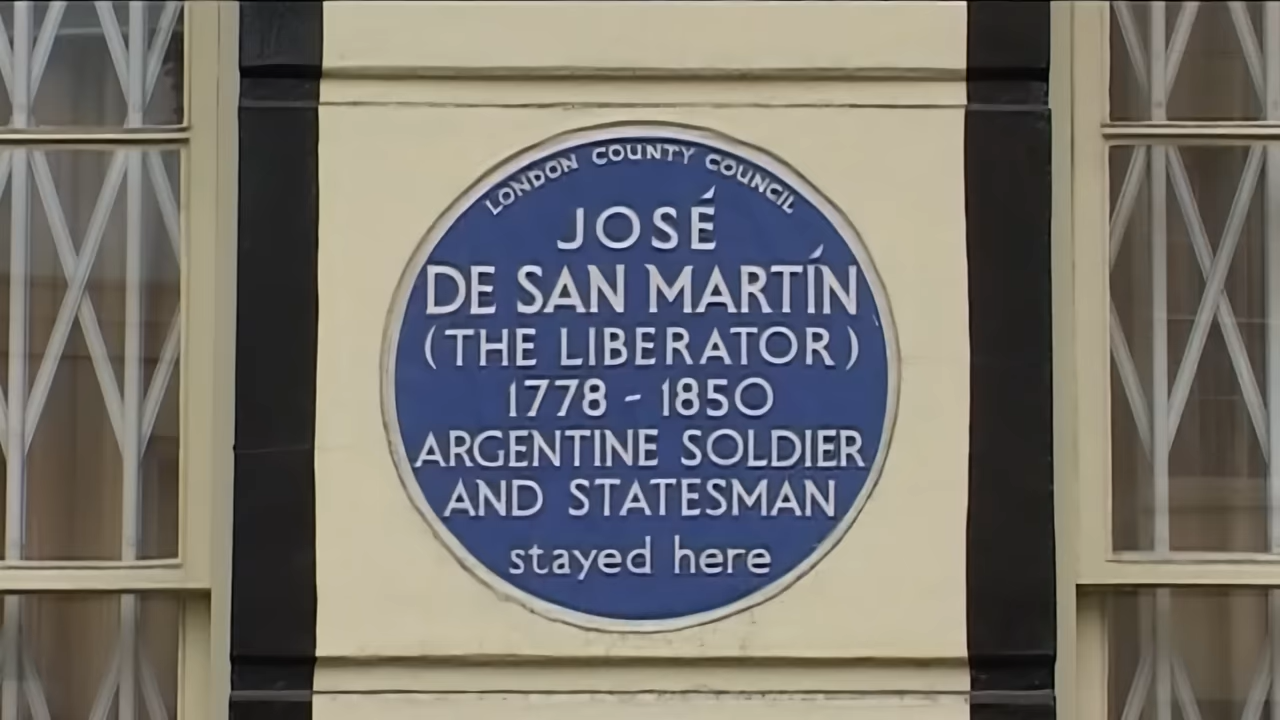 LONDON COUNTY COUNCIL
JOSÉ
DE SAN MARTÍN
(THE LIBERATOR)
1778 - 1850
ARGENTINE SOLDIER
AND STATESMAN
stayed here